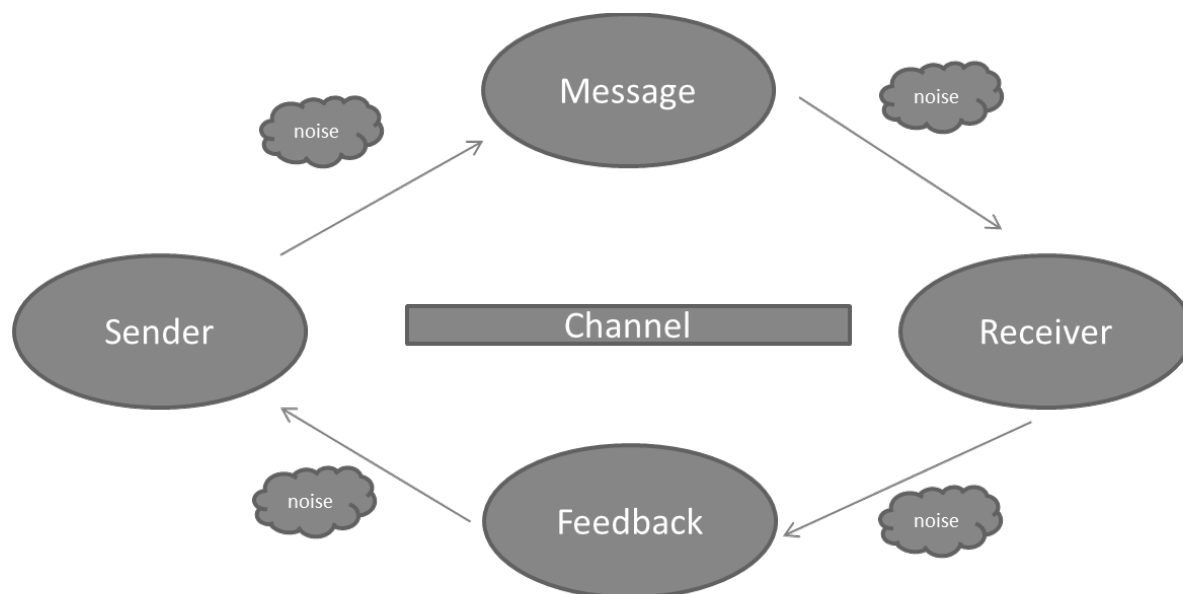 Message
noise
noise
Sender
Channel
Receiver
noise
Feedback
noise